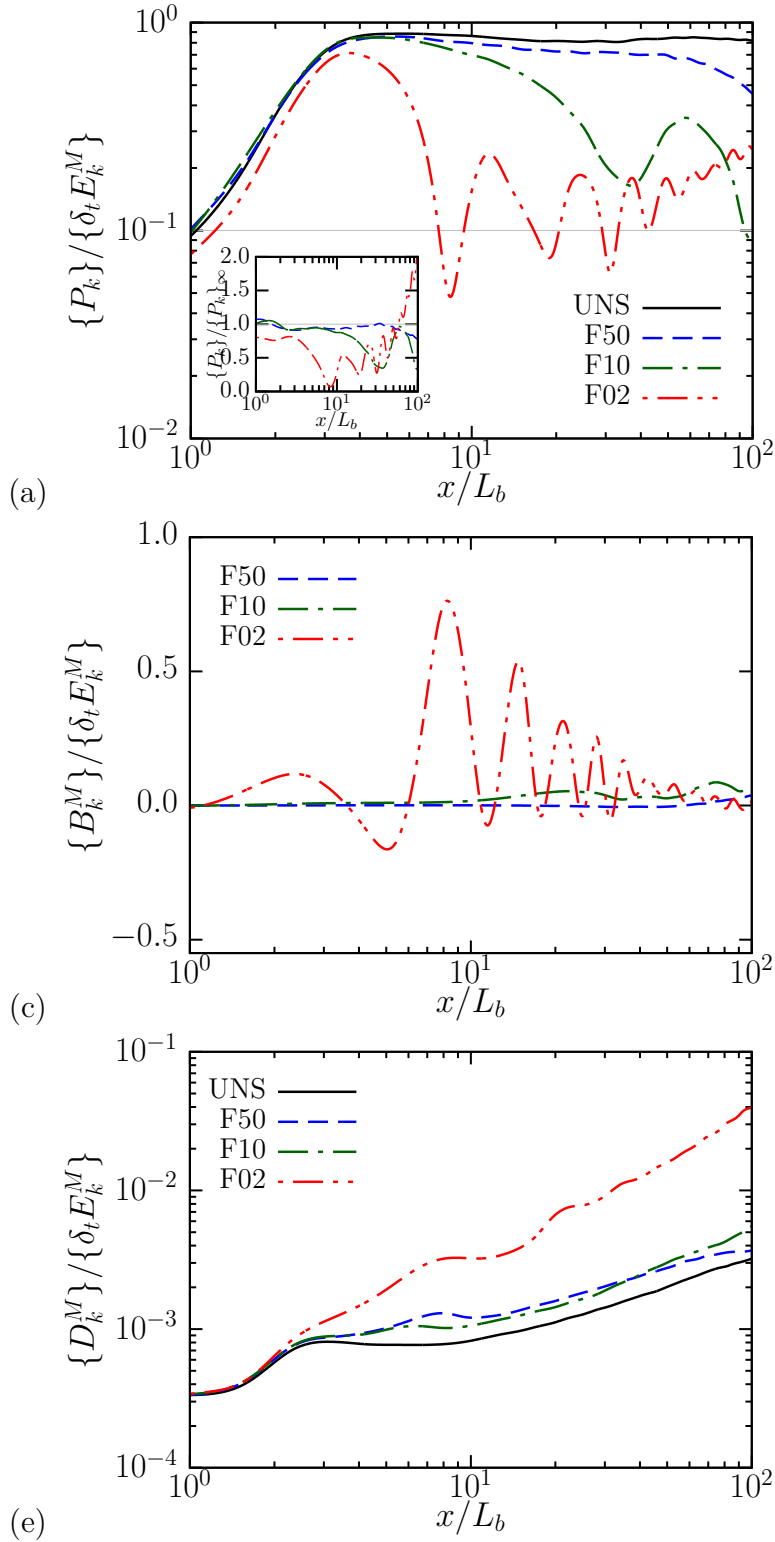 10^0
10^{-1}
10^{-2}
{P_k}/{δ_t E_k^M}
2.0
1.5
1.0
0.5
0.0
{P_k}/{P_k}_∞
10^0 10^1 10^2
x/L_b
UNS
F50
F10
F02
10^0 10^1 10^2
x/L_b
(a)
1.0
0.5
0.0
−0.5
{B_k^M}/{δ_t E_k^M}
F50
F10
F02
10^0 10^1 10^2
x/L_b
(c)
10^{-1}
10^{-2}
10^{-3}
10^{-4}
{D_k^M}/{δ_t E_k^M}
UNS
F50
F10
F02
10^0 10^1 10^2
x/L_b
(e)